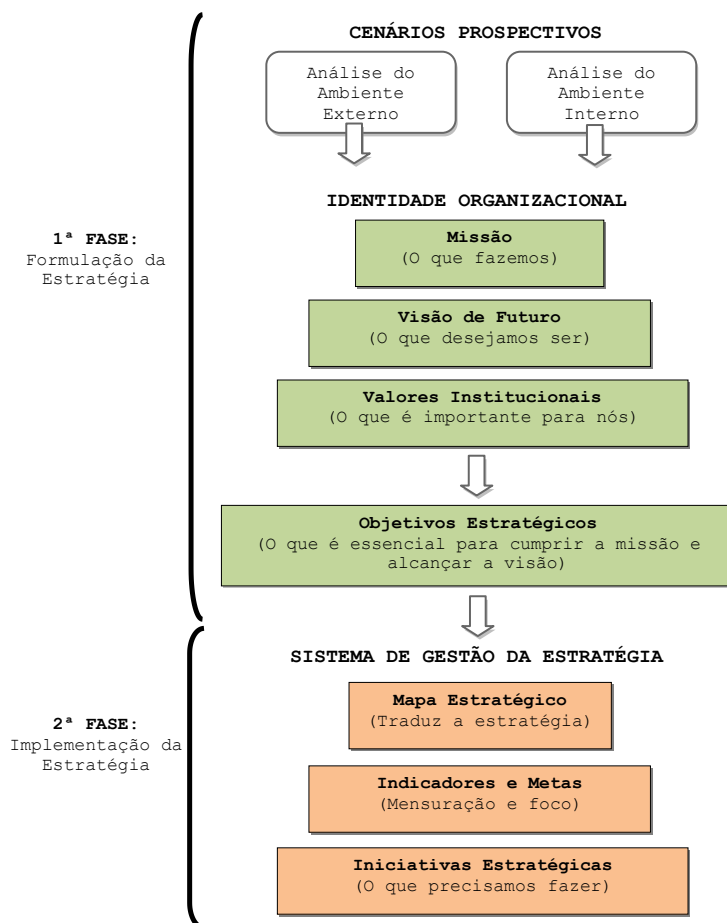 CENÁRIOS PROSPECTIVOS
Análise do
Ambiente
Externo
Análise do
Ambiente
Interno
IDENTIDADE ORGANIZACIONAL
1ª FASE:
Formulação da
Estratégia
Missão
(O que fazemos)
Visão de Futuro
(O que desejamos ser)
Valores Institucionais
(O que é importante para nós)
Objetivos Estratégicos
(O que é essencial para cumprir a missão e
alcançar a visão)
SISTEMA DE GESTÃO DA ESTRATÉGIA
2ª FASE:
Implementação da
Estratégia
Mapa Estratégico
(Traduz a estratégia)
Indicadores e Metas
(Mensuração e foco)
Iniciativas Estratégicas
(O que precisamos fazer)